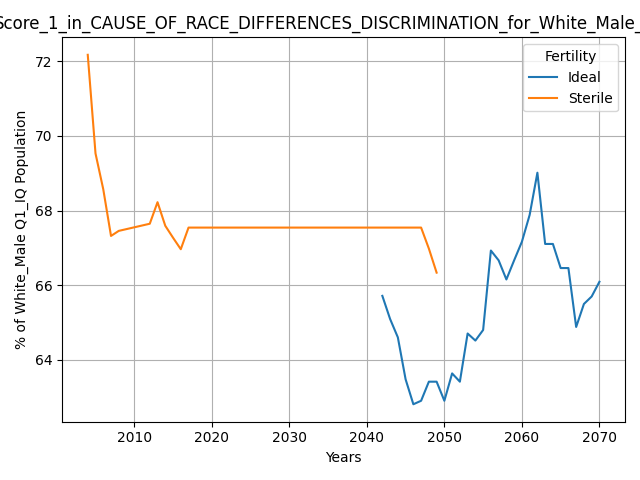 Score_1_in_CAUSE_OF_RACE_DIFFERENCES_DISCRIMINATION_for_White_Male_
Fertility
Ideal
Sterile
% of White_Male Q1_IQ Population
72
70
68
66
64
2010 2020 2030 2040 2050 2060 2070
Years